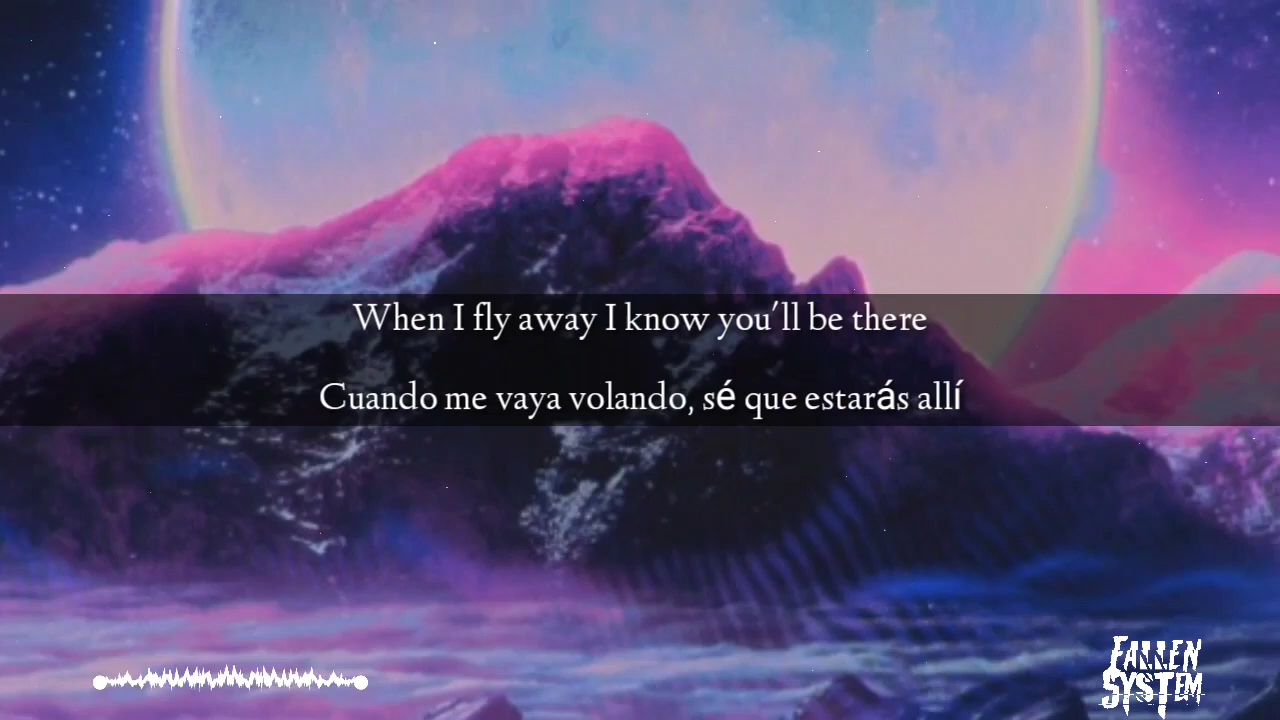 When I fly away I know you'll be there
Cuando me vaya volando, sé que estarás allí
FALLEN
SYSTEM